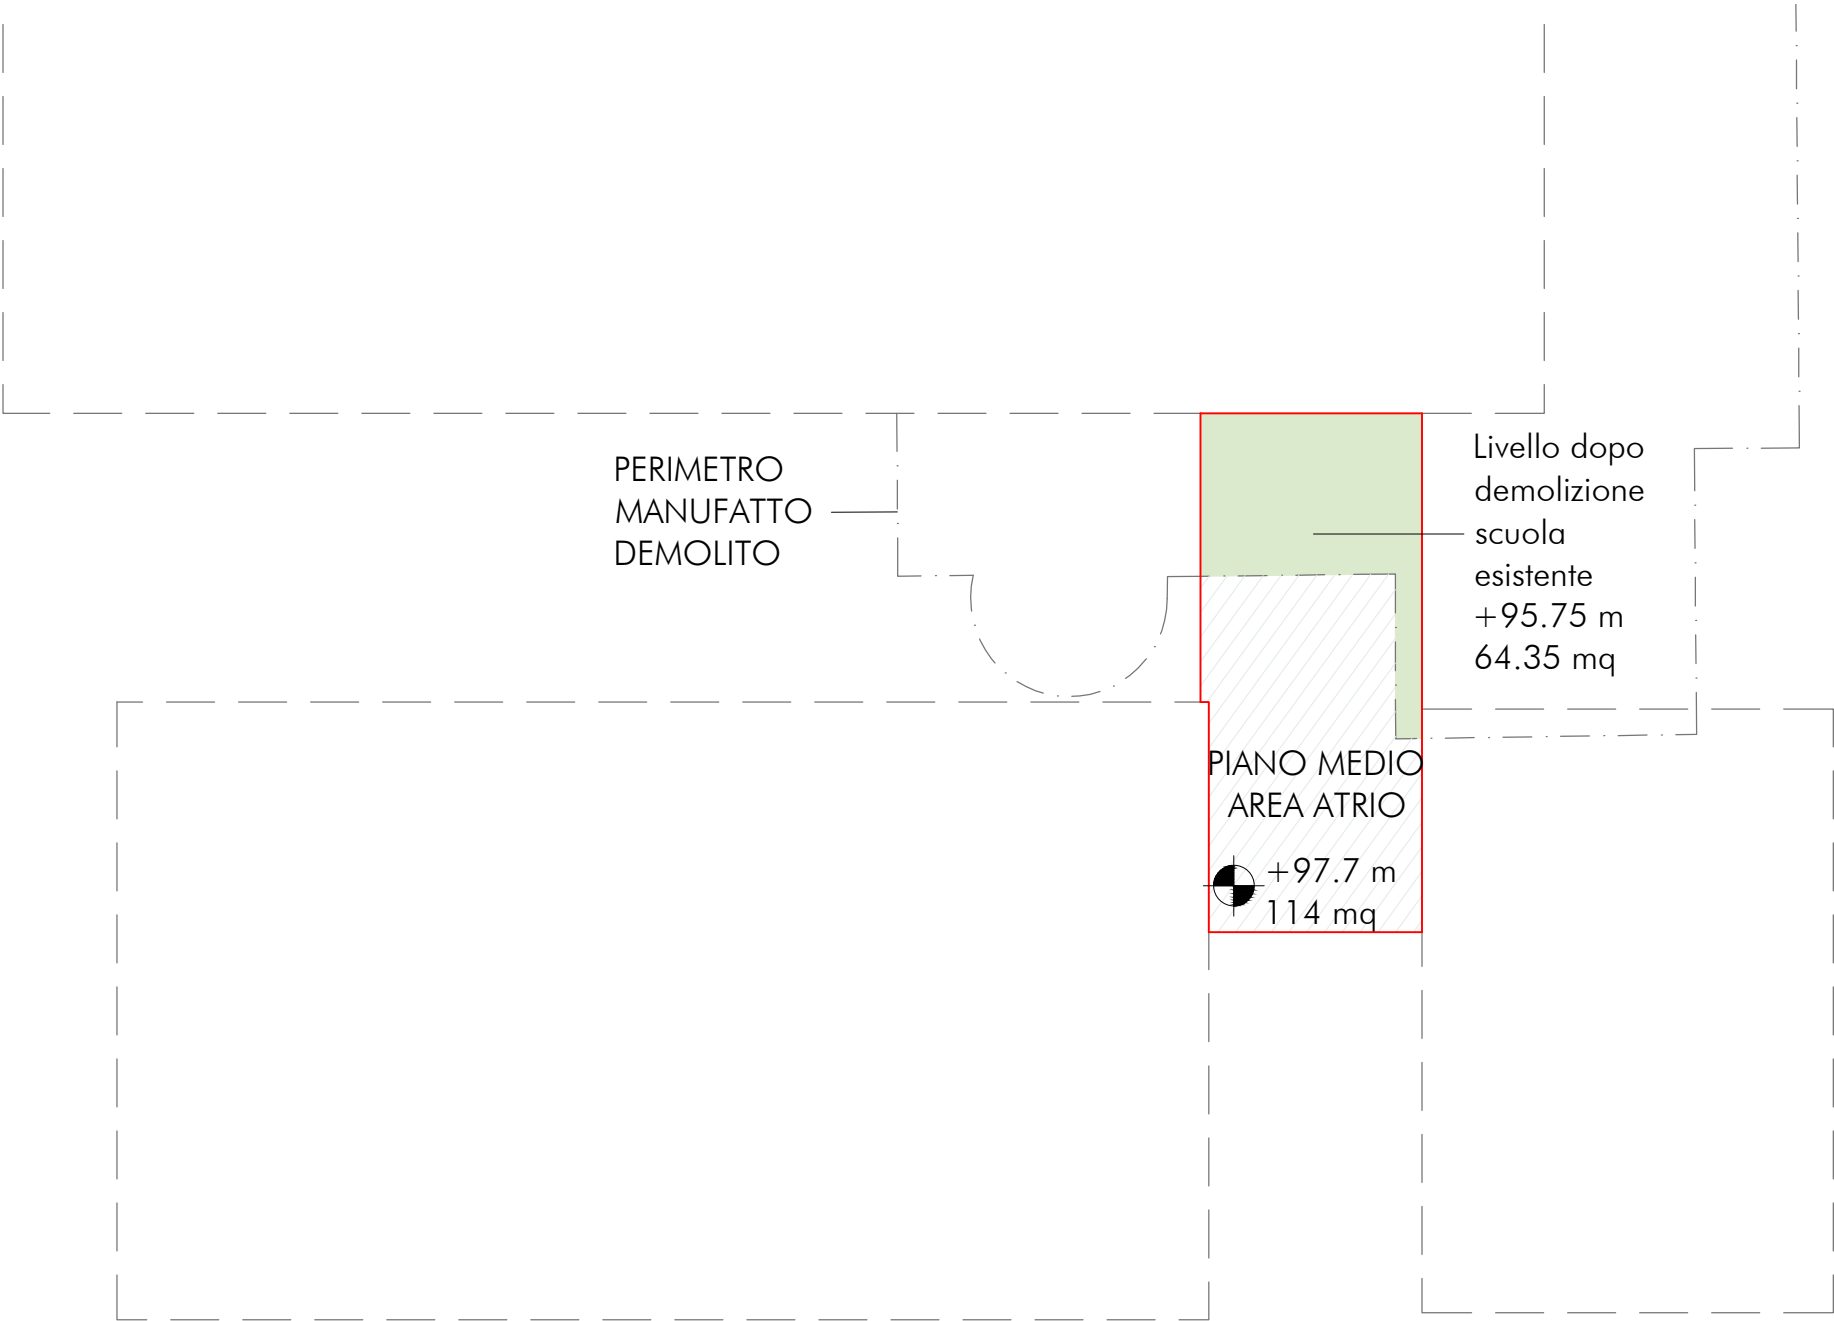 PERIMETRO
MANUFATTO
DEMOLITO
Livello dopo
demolizione
scuola
esistente
+95.75 m
64.35 mq
PIANO MEDIO
AREA ATRIO
+97.7 m
114 mq